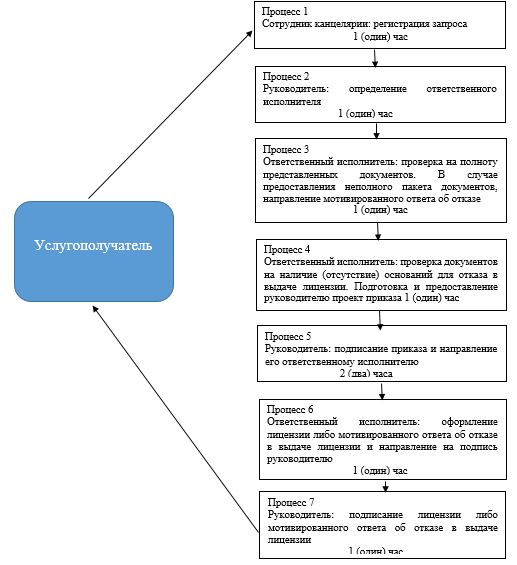 Процесс 1
Сотрудник канцелярии: регистрация запроса
1 (один) час
Процесс 2
Руководитель: определение ответственного
исполнителя
1 (один) час
Процесс 3
Ответственный исполнитель: проверка на полноту
представленных документов. В случае
предоставления неполного пакета документов,
направление мотивированного ответа об отказе
1 (один) час
Услугополучатель
Процесс 4
Ответственный исполнитель: проверка документов
на наличие (отсутствие) оснований для отказа в
выдаче лицензии. Подготовка и предоставление
руководителю проект приказа 1 (один) час
Процесс 5
Руководитель: подписание приказа и направление
его ответственному исполнителю
2 (два) часа
Процесс 6
Ответственный исполнитель: оформление
лицензии либо мотивированного ответа об отказе
в выдаче лицензии и направление на подпись
руководителю
1 (один) час
Процесс 7
Руководитель: подписание лицензии либо
мотивированного ответа об отказе в выдаче
лицензии
1 (один) час